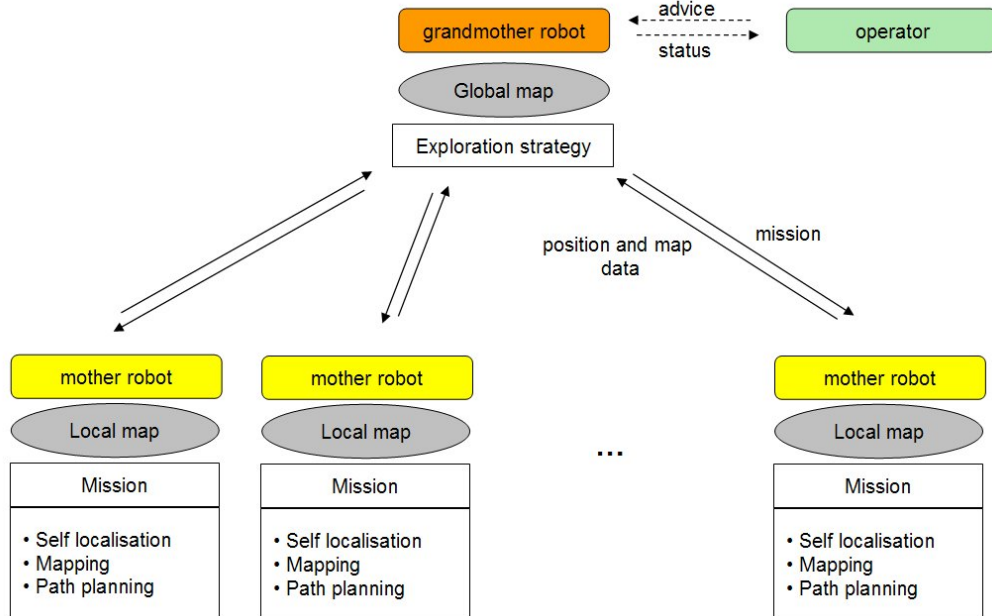 advice
grandmother robot
operator
status
Global map
Exploration strategy
mission
position and map
data
mother robot
mother robot
mother robot
Local map
Local map
Local map
...
Mission
Mission
Mission
• Self localisation
• Mapping
• Path planning
• Self localisation
• Mapping
• Path planning
• Self localisation
• Mapping
• Path planning